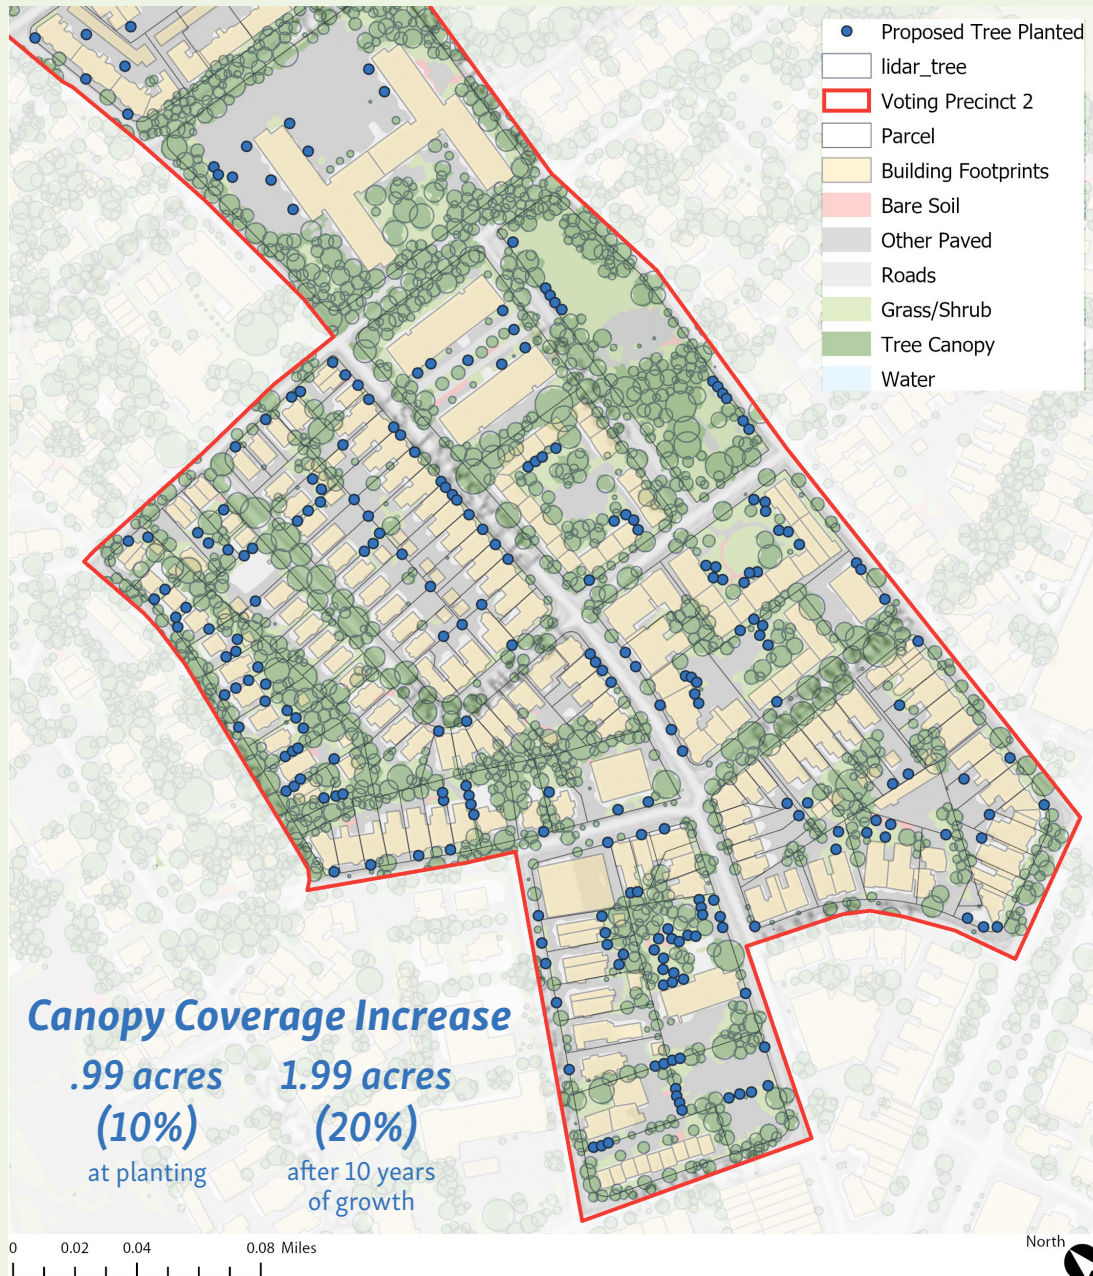 Proposed Tree Planted
lidar_tree
Voting Precinct 2
Parcel
Building Footprints
Bare Soil
Other Paved
Roads
Grass/Shrub
Tree Canopy
Water
Canopy Coverage Increase
.99 acres
(10%)
at planting
1.99 acres
(20%)
after 10 years
of growth
0 0.02 0.04 0.08 Miles
North